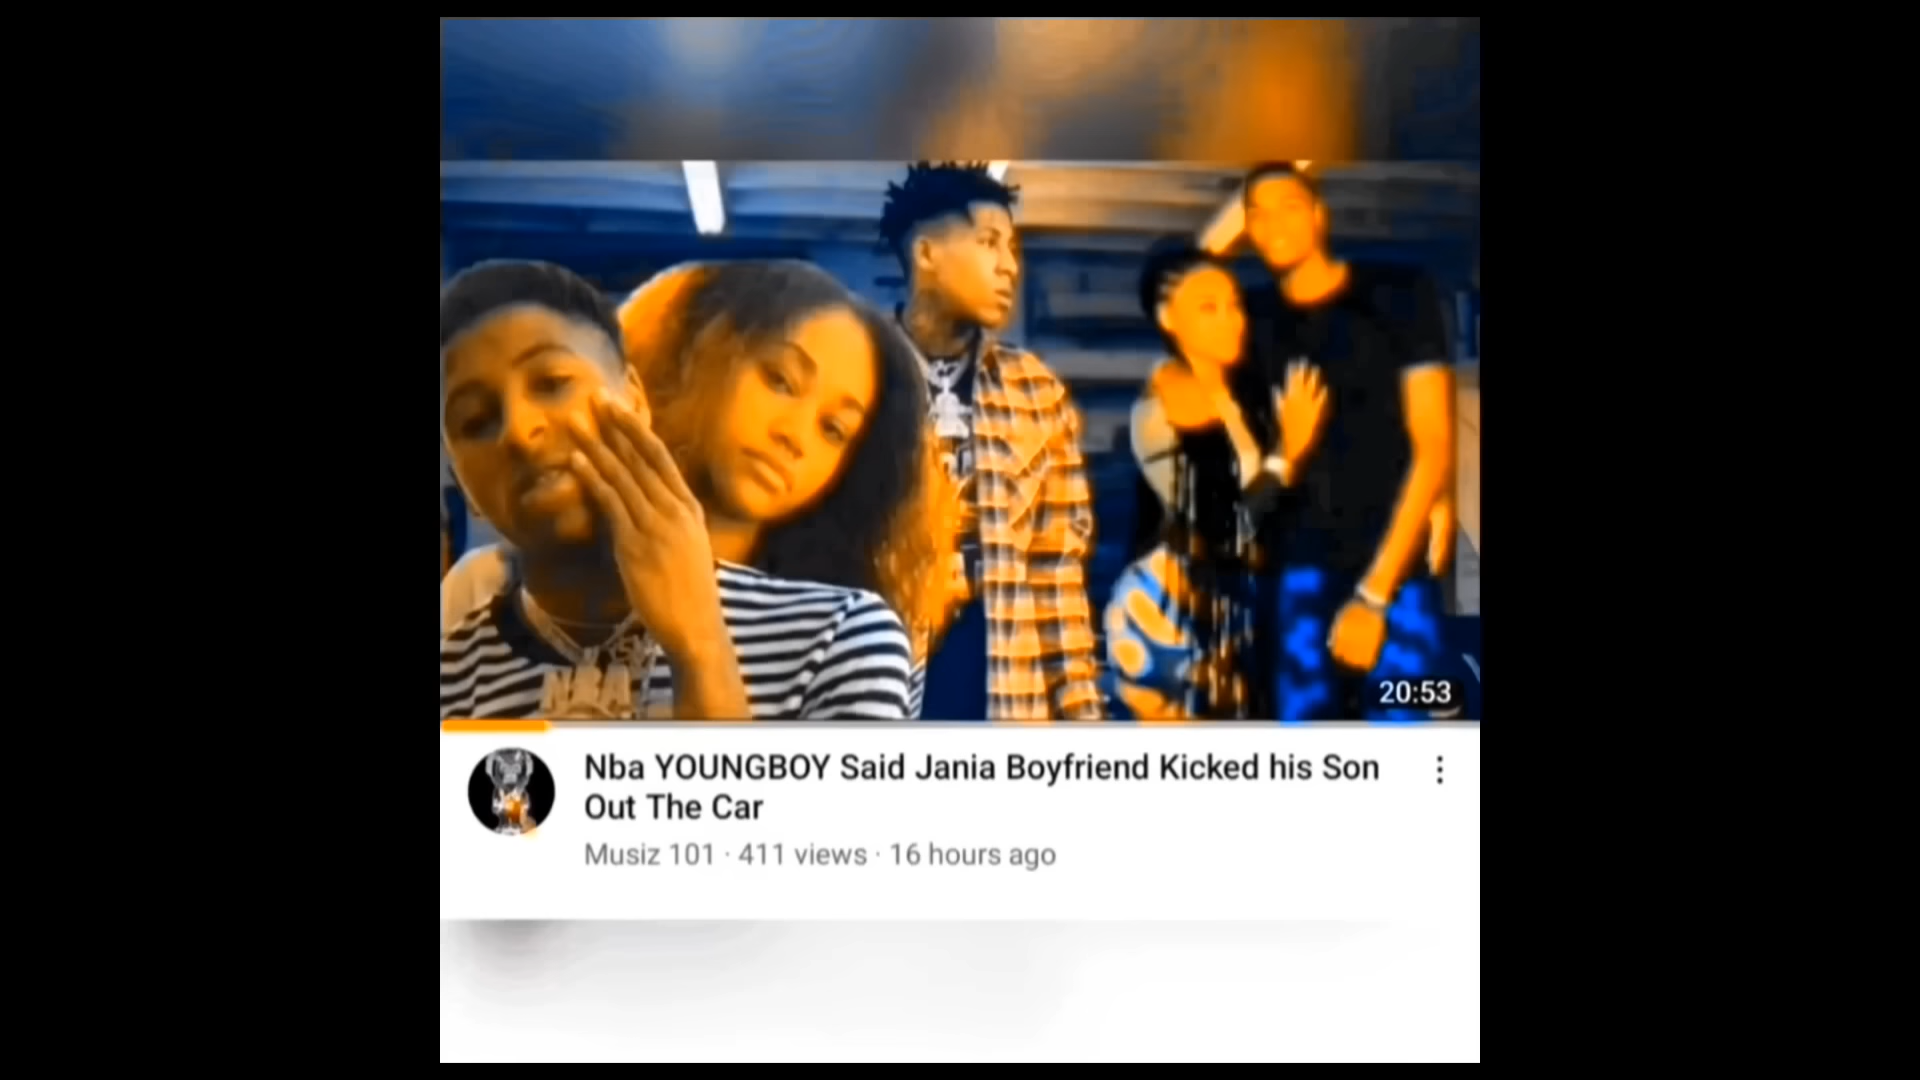 NBA
20:53
Nba YOUNGBOY Said Jania Boyfriend Kicked his Son
Out The Car
Musiz 101 · 411 views · 16 hours ago